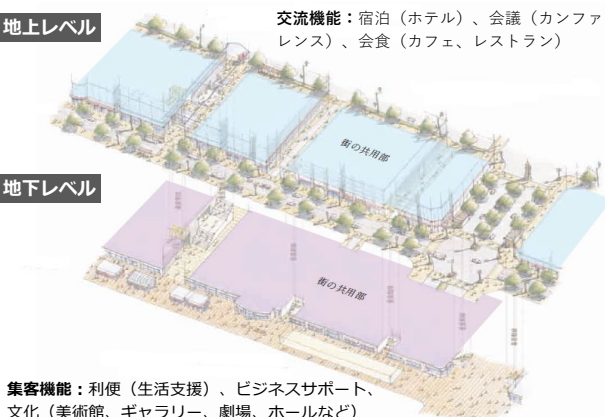 地上レベル
交流機能：宿泊（ホテル）、会議（カンファ
レンス）、会食（カフェ、レストラン）
街の共用部
地下レベル
街の共用部
集客機能：利便（生活支援）、ビジネスサポート、
文化（美術館、ギャラリー、劇場、ホールなど）